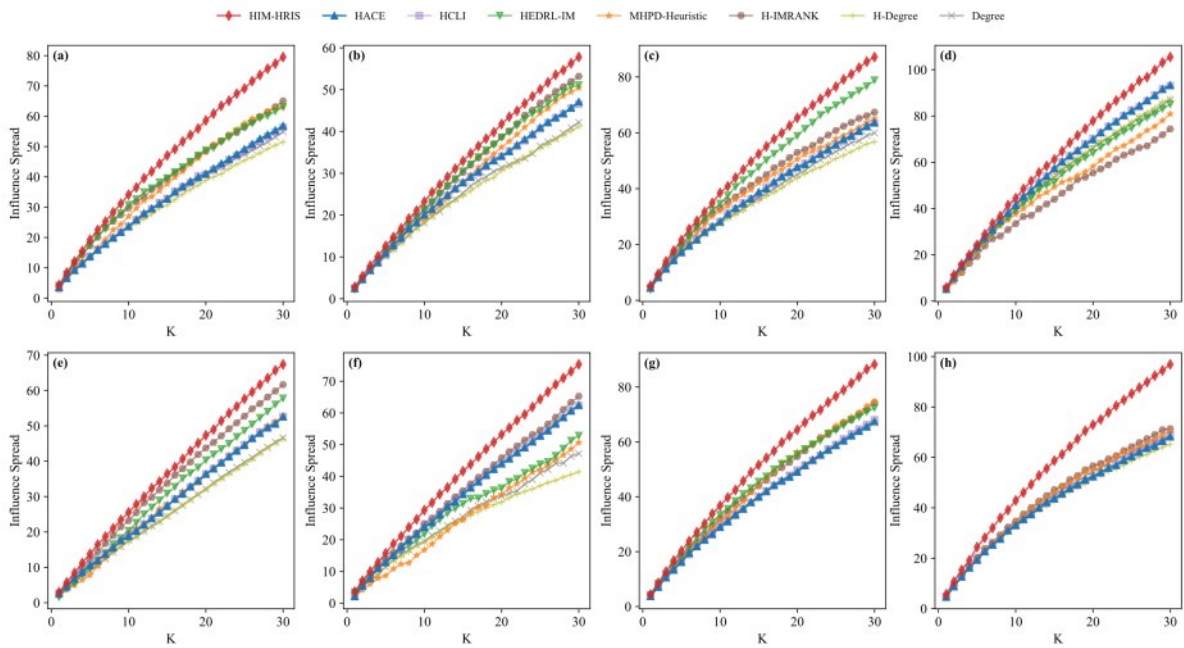 HIM-HRIS HACE HCLI HEDRL-IM MHPD-Heuristic H-IMRANK H-Degree Degree
(a) (b) (c) (d)
Influence Spread
80
70
60
50
40
30
20
10
0
0 10 20 30
K
Influence Spread
60
50
40
30
20
10
0
0 10 20 30
K
Influence Spread
80
60
40
20
0
0 10 20 30
K
Influence Spread
100
80
60
40
20
0
0 10 20 30
K
(e) (f) (g) (h)
Influence Spread
70
60
50
40
30
20
10
0
0 10 20 30
K
Influence Spread
70
60
50
40
30
20
10
0
0 10 20 30
K
Influence Spread
80
60
40
20
0
0 10 20 30
K
Influence Spread
100
80
60
40
20
0
0 10 20 30
K